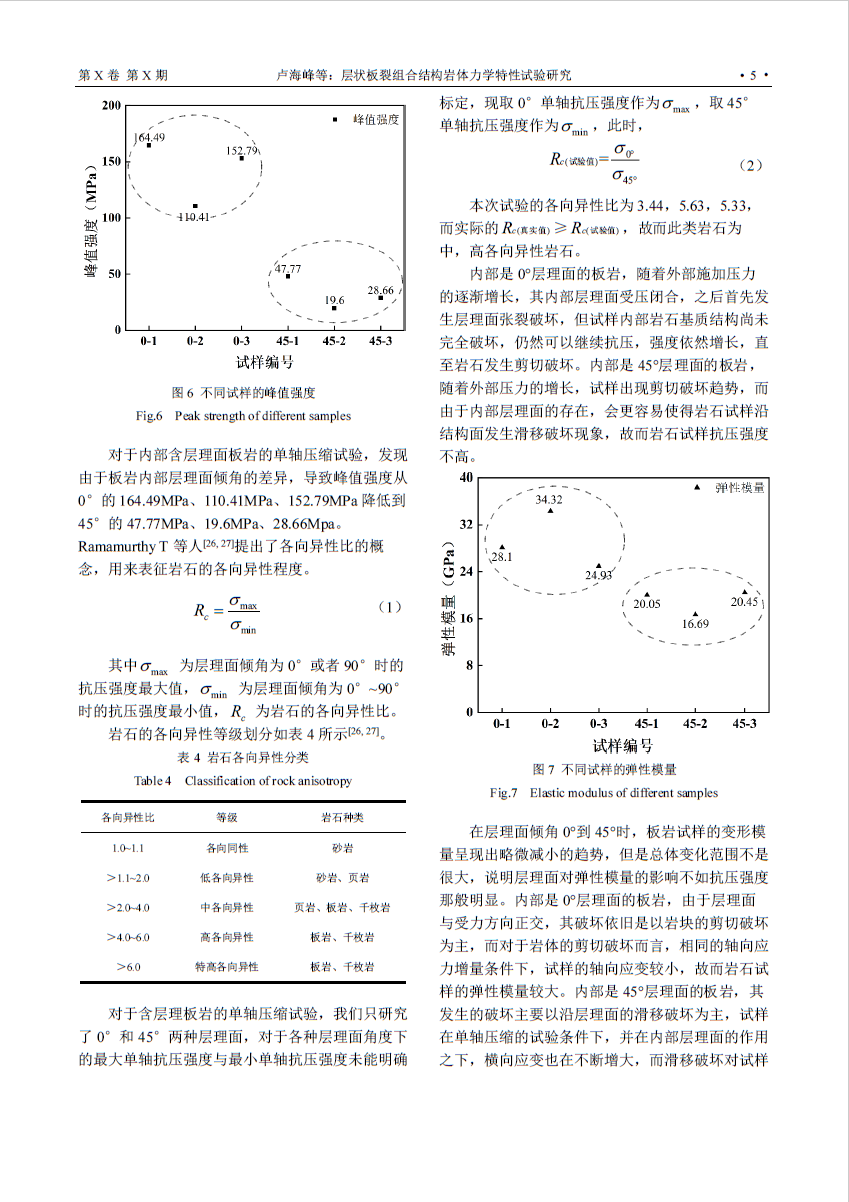 第 X 卷 第 X 期 卢海峰等：层状板裂组合结构岩体力学特性试验研究 · 5 ·
200
150
100
50
0
峰值强度（MPa）
峰值强度
164.49
152.79
110.41
47.77
19.6
28.66
0-1 0-2 0-3 45-1 45-2 45-3
试样编号
图 6 不同试样的峰值强度
Fig.6 Peak strength of different samples
对于内部含层理面板岩的单轴压缩试验，发现
由于板岩内部层理面倾角的差异，导致峰值强度从
0°的 164.49MPa、110.41MPa、152.79MPa 降低到
45°的 47.77MPa、19.6MPa、28.66Mpa。
Ramamurthy T 等人[26, 27]提出了各向异性比的概
念，用来表征岩石的各向异性程度。
Rc = σmax / σmin （1）
其中σmax 为层理面倾角为 0°或者 90°时的
抗压强度最大值，σmin 为层理面倾角为 0°~90°
时的抗压强度最小值，Rc 为岩石的各向异性比。
岩石的各向异性等级划分如表 4 所示[26, 27]。
表 4 岩石各向异性分类
Table 4 Classification of rock anisotropy
各向异性比 等级 岩石种类
1.0~1.1 各向同性 砂岩
＞1.1~2.0 低各向异性 砂岩、页岩
＞2.0~4.0 中各向异性 页岩、板岩、千枚岩
＞4.0~6.0 高各向异性 板岩、千枚岩
＞6.0 特高各向异性 板岩、千枚岩
对于含层理板岩的单轴压缩试验，我们只研究
了 0°和 45°两种层理面，对于各种层理面角度下
的最大单轴抗压强度与最小单轴抗压强度未能明确
标定，现取 0°单轴抗压强度作为σmax，取 45°
单轴抗压强度作为σmin，此时，
Rc(试验值)= σ0° / σ45° （2）
本次试验的各向异性比为 3.44，5.63，5.33，
而实际的 Rc(真实值) ≥ Rc(试验值)，故而此类岩石为
中，高各向异性岩石。
内部是 0°层理面的板岩，随着外部施加压力
的逐渐增长，其内部层理面受压闭合，之后首先发
生层理面张裂破坏，但试样内部岩石基质结构尚未
完全破坏，仍然可以继续抗压，强度依然增长，直
至岩石发生剪切破坏。内部是 45°层理面的板岩，
随着外部压力的增长，试样出现剪切破坏趋势，而
由于内部层理面的存在，会更容易使得岩石试样沿
结构面发生滑移破坏现象，故而岩石试样抗压强度
不高。
40
32
24
16
8
0
弹性模量（GPa）
弹性模量
34.32
28.1
24.93
20.05
16.69
20.45
0-1 0-2 0-3 45-1 45-2 45-3
试样编号
图 7 不同试样的弹性模量
Fig.7 Elastic modulus of different samples
在层理面倾角 0°到 45°时，板岩试样的变形模
量呈现出略微减小的趋势，但是总体变化范围不是
很大，说明层理面对弹性模量的影响不如抗压强度
那般明显。内部是 0°层理面的板岩，由于层理面
与受力方向正交，其破坏依旧是以岩块的剪切破坏
为主，而对于岩体的剪切破坏而言，相同的轴向应
力增量条件下，试样的轴向应变较小，故而岩石试
样的弹性模量较大。内部是 45°层理面的板岩，其
发生的破坏主要以沿层理面的滑移破坏为主，试样
在单轴压缩的试验条件下，并在内部层理面的作用
之下，横向应变也在不断增大，而滑移破坏对试样